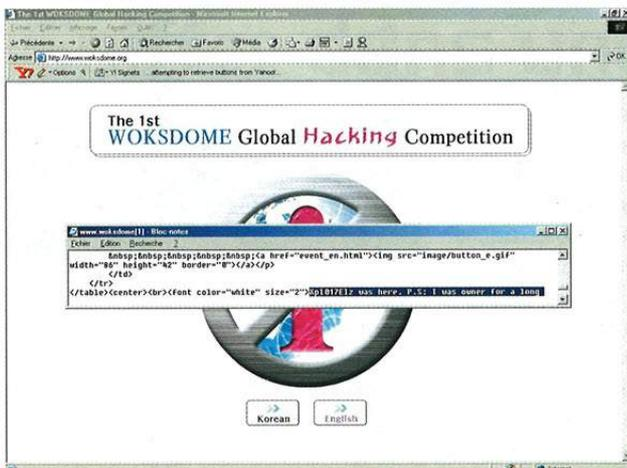 The 1st WOKSDOME Global Hacking Competition - Microsoft Internet Explorer
Précédente Rechercher Favoris Média
Adresse http://www.woksdome.org OK
Y! Options Y! Signets ...attempting to retrieve buttons from Yahoo!...
The 1st
WOKSDOME Global Hacking Competition
www.woksdome[1] - Bloc-notes
Fichier Edition Recherche ?
&nbsp;&nbsp;&nbsp;&nbsp;&nbsp;<a href="event_en.html"><img src="image/button_e.gif"
width="86" height="42" border="0"></a></p>
</td>
</tr>
</table><center><br><font color="white" size="2">Xpl017Elz was here. P.S: I was owner for a long
Korean English